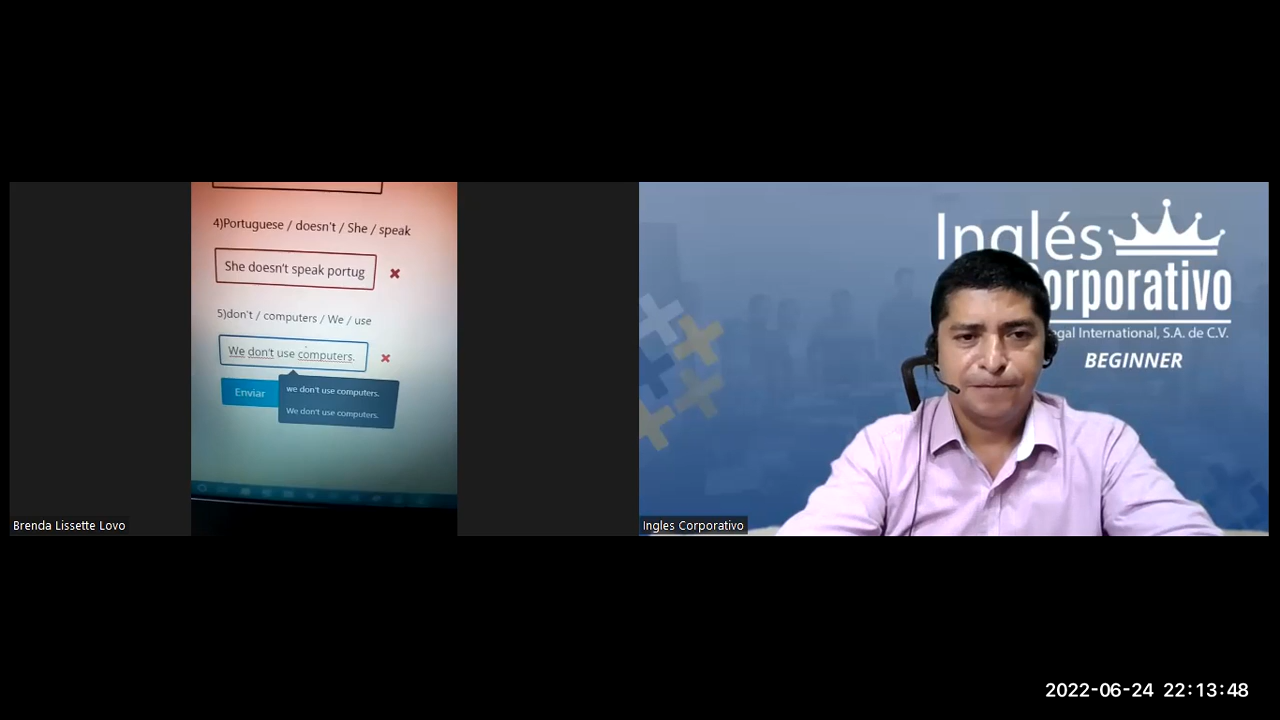 4)Portuguese / doesn't / She / speak
She doesn't speak portug
5)don't / computers / We / use
We don't use computers.
Enviar
we don't use computers.
We don't use computers.
Brenda Lissette Lovo
Inglés
Corporativo
egal International, S.A. de C.V.
BEGINNER
Ingles Corporativo
2022-06-24 22:13:48